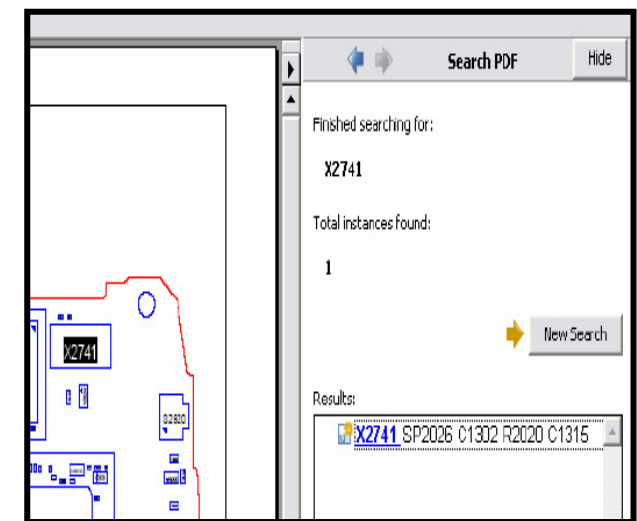 Search PDF
Hide
Finished searching for:
X2741
Total instances found:
1
New Search
Results:
X2741 SP2026 C1302 R2020 C1315
X2741